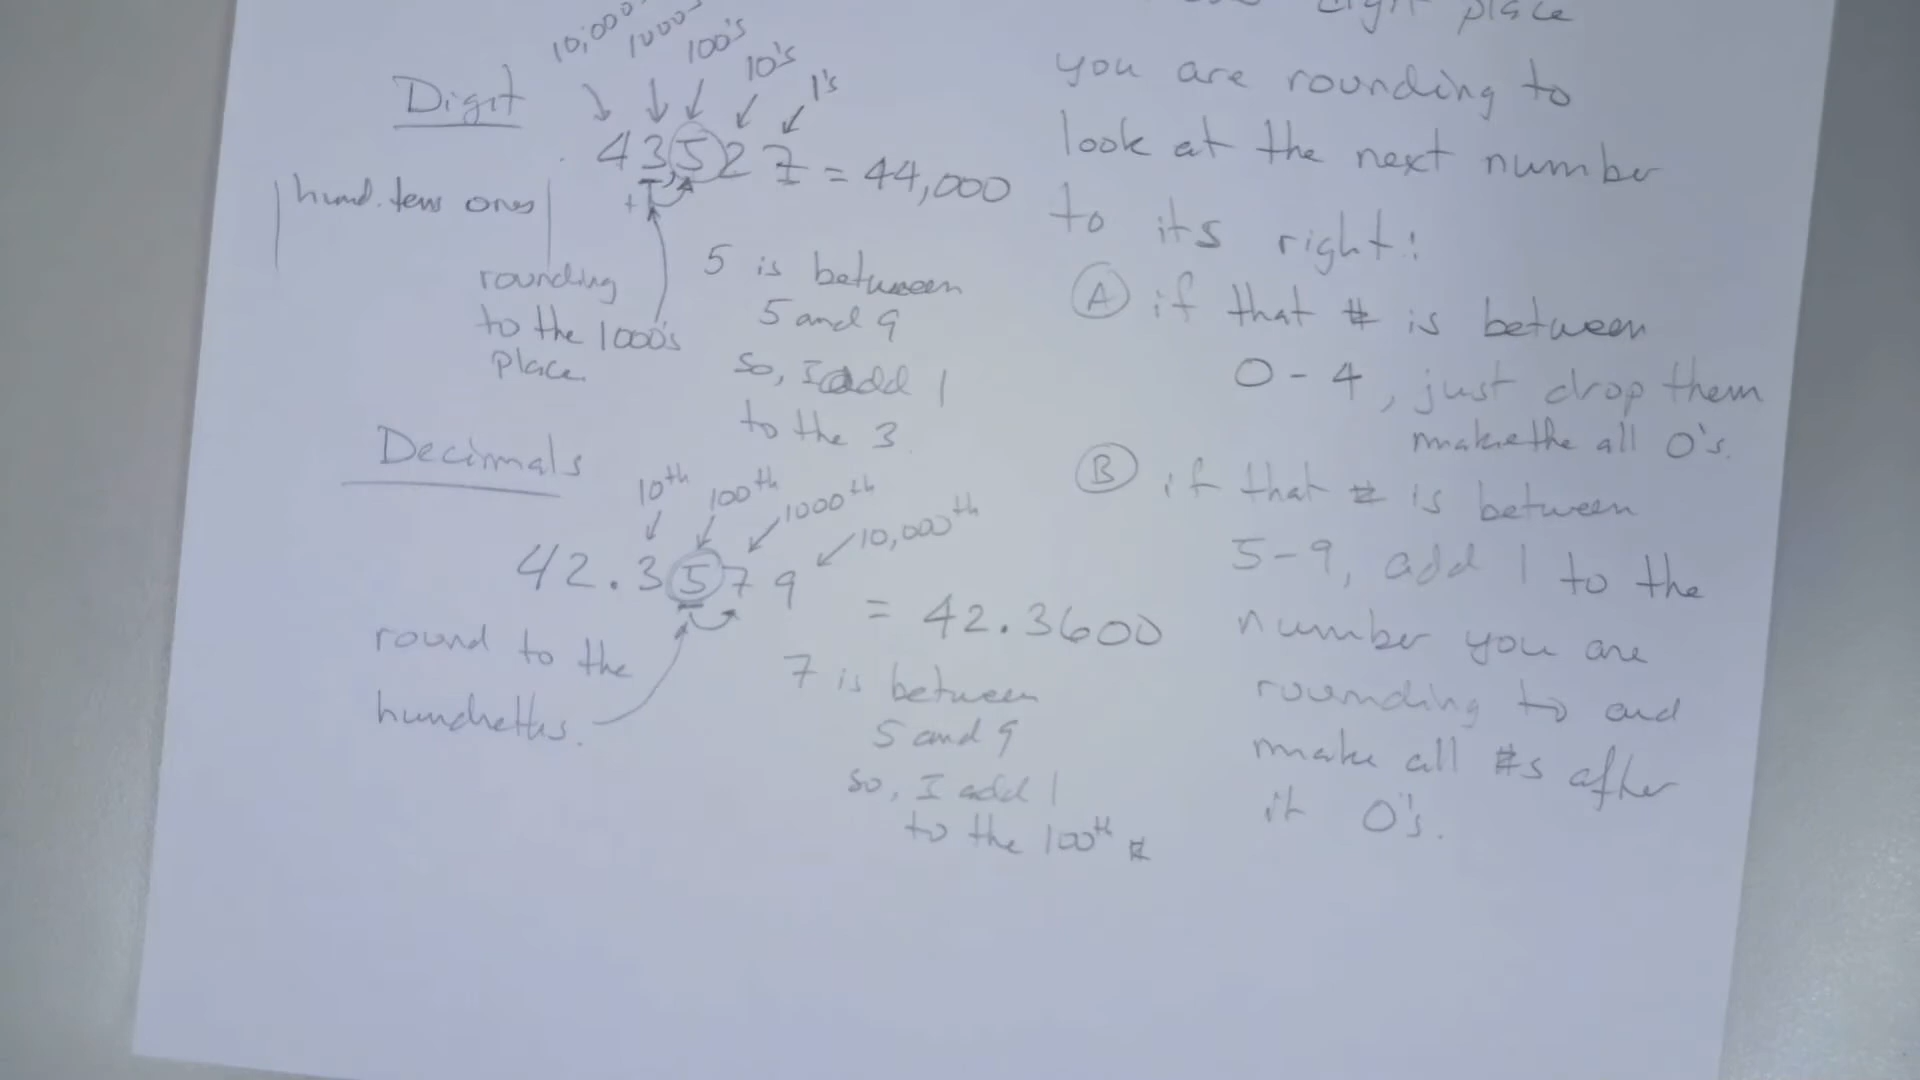 10,000
1000
100's
10's
1's
Digit
43,527 = 44,000
hund. tens ones
+1
rounding
to the 1000's
place.
5 is between
5 and 9
so, I add 1
to the 3.
Decimals
10th
100th
1000th
10,000th
42.3579
= 42.3600
round to the
7 is between
5 and 9
so, I add 1
to the 100th #
digit place
you are rounding to
look at the next number
to its right:
A if that # is between
0-4, just drop them
make the all 0's.
B if that # is between
5-9, add 1 to the
number you are
rounding to and
make all #s after
it 0's.